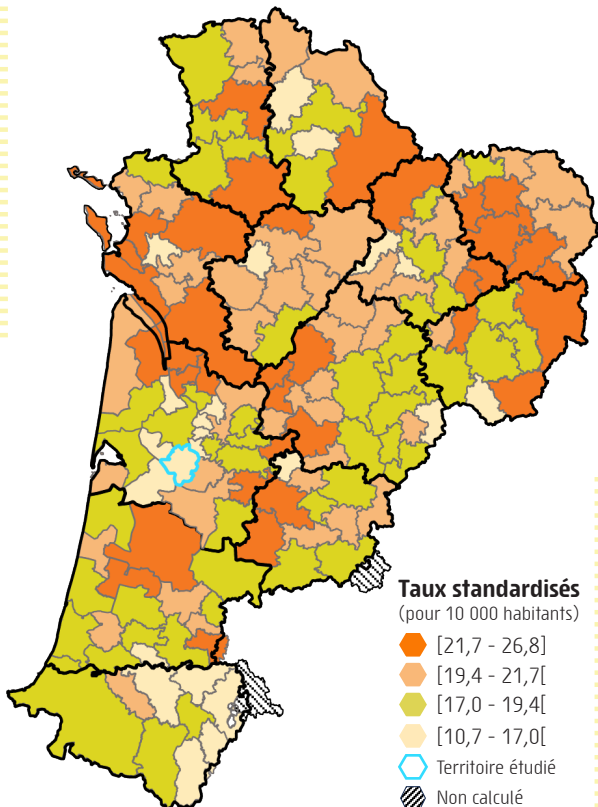 Taux standardisés
(pour 10 000 habitants)
[21,7 - 26,8]
[19,4 - 21,7[
[17,0 - 19,4[
[10,7 - 17,0[
Territoire étudié
Non calculé